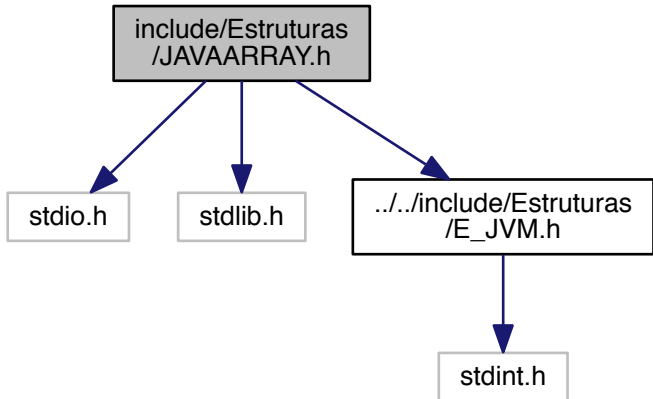 include/Estruturas
/JAVAARRAY.h
stdio.h
stdlib.h
../../include/Estruturas
/E_JVM.h
stdint.h